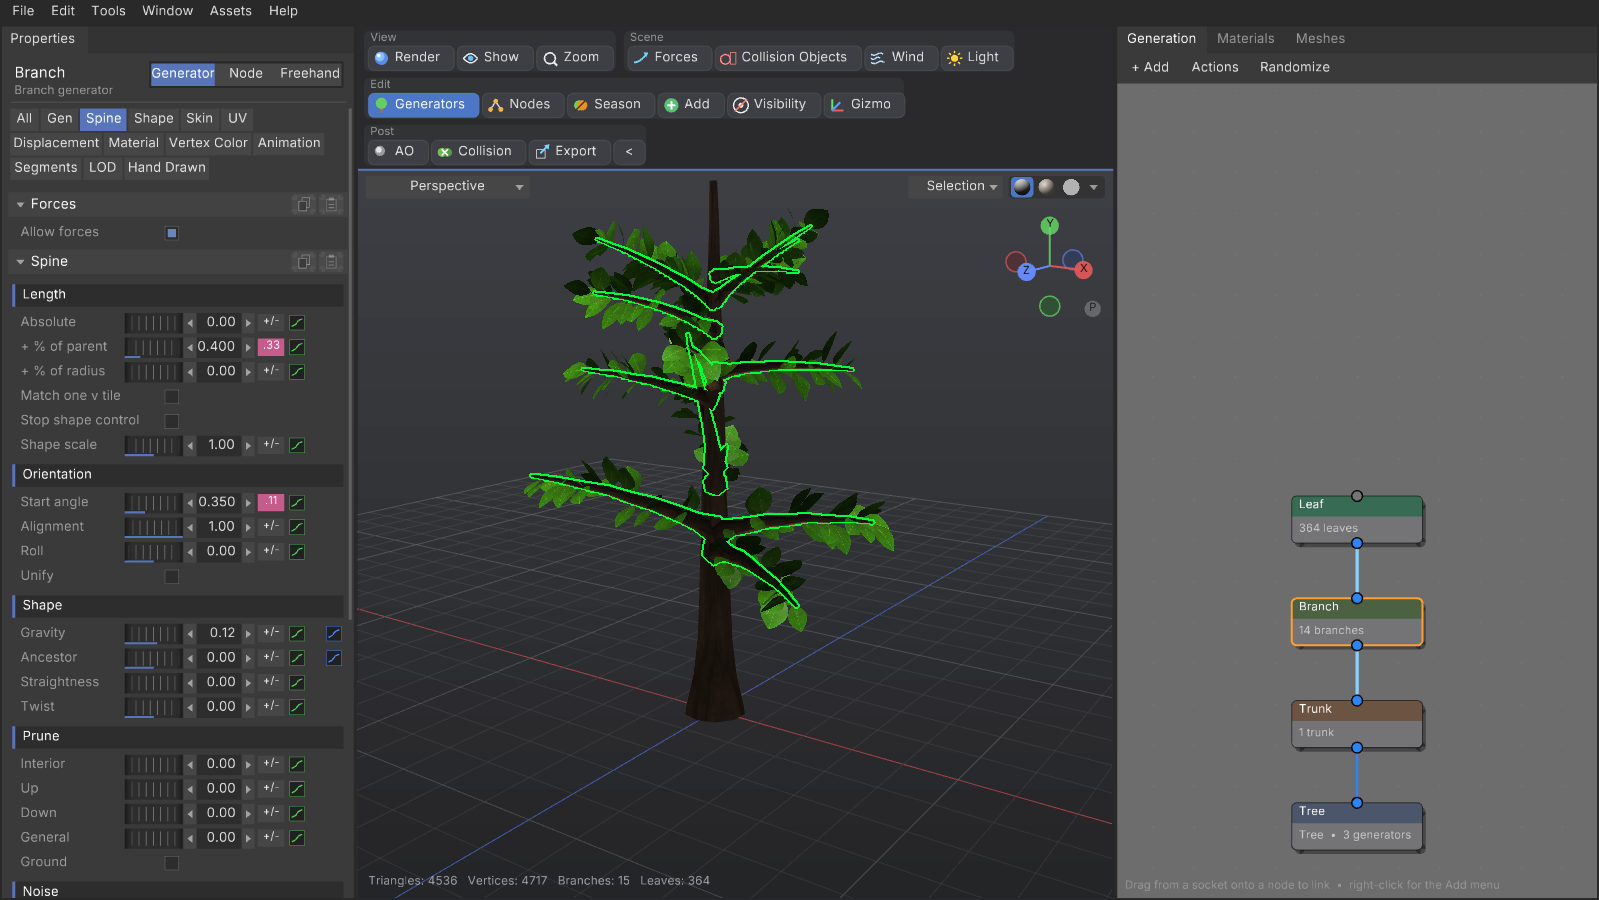 File Edit Tools Window Assets Help
Properties
Branch
Branch generator
Generator Node Freehand
All Gen Spine Shape Skin UV
Displacement Material Vertex Color Animation
Segments LOD Hand Drawn
Forces
Allow forces
Spine
Length
Absolute 0.00 +/-
+ % of parent 0.400 .33
+ % of radius 0.00 +/-
Match one v tile
Stop shape control
Shape scale 1.00 +/-
Orientation
Start angle 0.350 .11
Alignment 1.00 +/-
Roll 0.00 +/-
Unify
Shape
Gravity 0.12 +/-
Ancestor 0.00 +/-
Straightness 0.00 +/-
Twist 0.00 +/-
Prune
Interior 0.00 +/-
Up 0.00 +/-
Down 0.00 +/-
General 0.00 +/-
Ground
Noise
View
Render Show Zoom
Scene
Forces Collision Objects Wind Light
Edit
Generators Nodes Season Add Visibility Gizmo
Post
AO Collision Export <
Perspective
Selection
Y
X
Z
P
Triangles: 4536 Vertices: 4717 Branches: 15 Leaves: 364
Generation Materials Meshes
+ Add Actions Randomize
Leaf
364 leaves
Branch
14 branches
Trunk
1 trunk
Tree
Tree • 3 generators
Drag from a socket onto a node to link • right-click for the Add menu